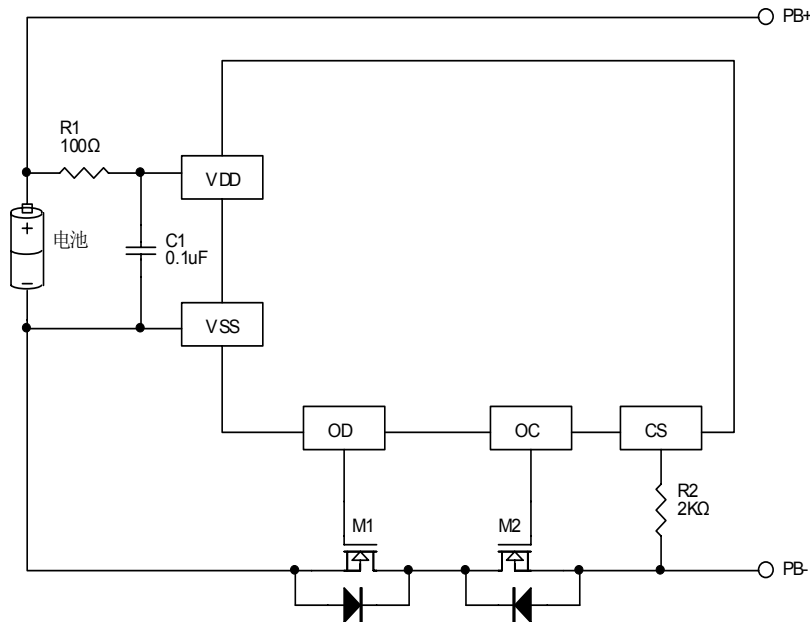 PB+
R1
100Ω
VDD
+
电池
-
C1
0.1uF
VSS
OD
OC
CS
R2
2KΩ
M1
M2
PB-